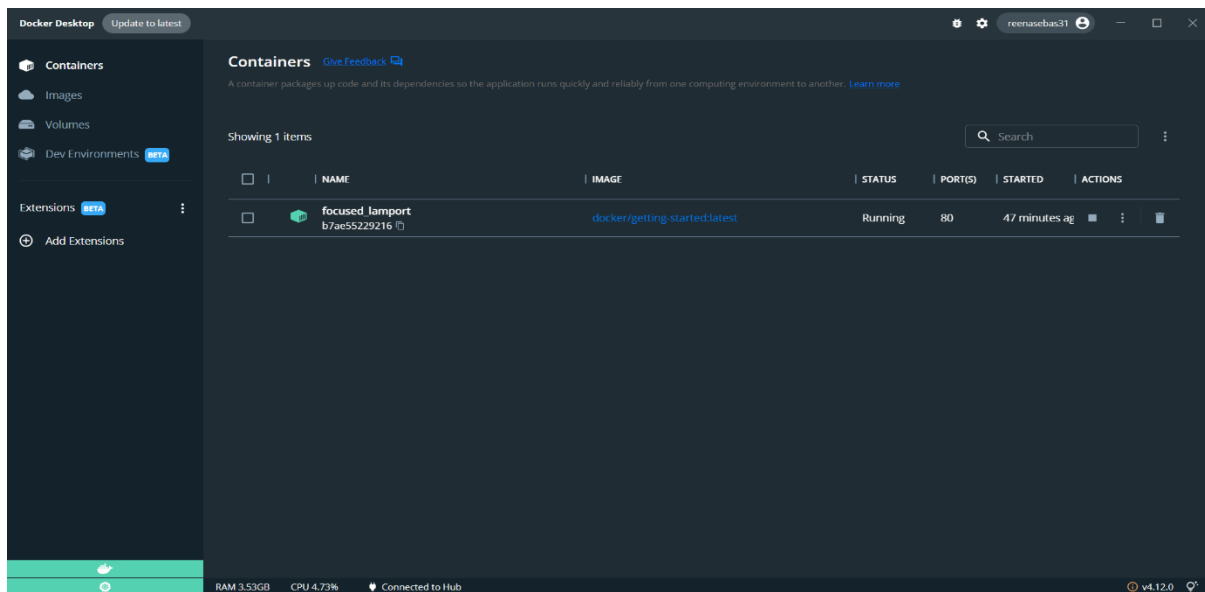 Docker Desktop Update to latest reenasebas31
Containers
Images
Volumes
Dev Environments BETA
Extensions BETA
Add Extensions
Containers Give Feedback
A container packages up code and its dependencies so the application runs quickly and reliably from one computing environment to another. Learn more
Showing 1 items Search
NAME IMAGE STATUS PORT(S) STARTED ACTIONS
focused_lamport docker/getting-started:latest Running 80 47 minutes ag
b7ae55229216
RAM 3.53GB CPU 4.73% Connected to Hub v4.12.0